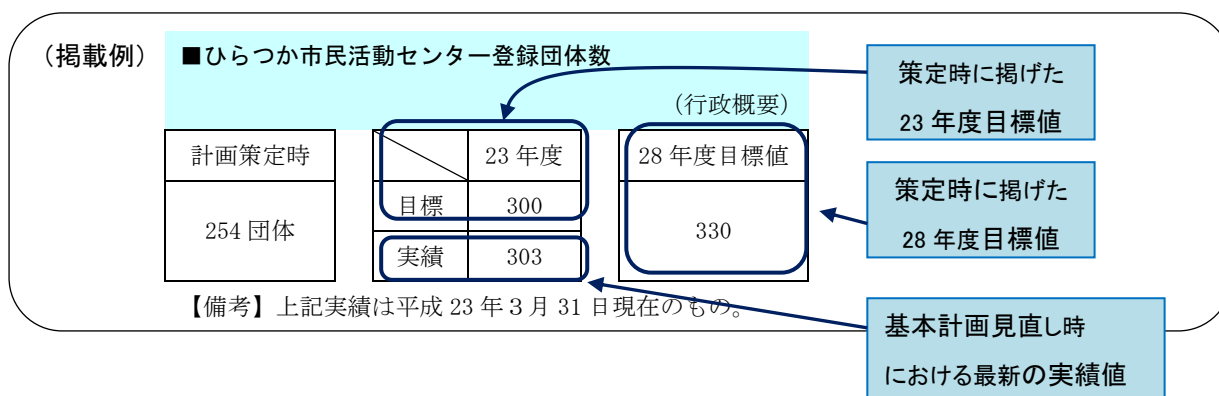 （掲載例） ■ひらつか市民活動センター登録団体数
（行政概要）
計画策定時
254 団体
23 年度
目標 300
実績 303
28 年度目標値
330
【備考】上記実績は平成 23 年３月 31 日現在のもの。
策定時に掲げた
23 年度目標値
策定時に掲げた
28 年度目標値
基本計画見直し時
における最新の実績値